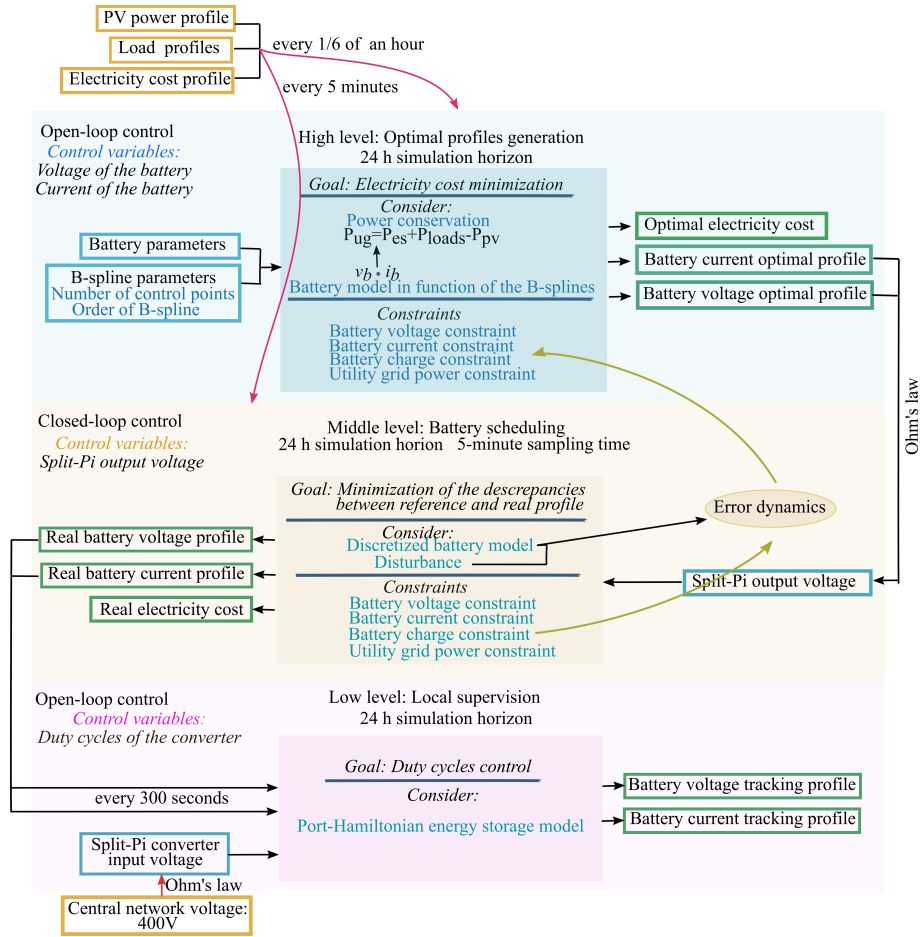 PV power profile
Load profiles
Electricity cost profile
every 1/6 of an hour
every 5 minutes
Open-loop control
Control variables:
Voltage of the battery
Current of the battery
High level: Optimal profiles generation
24 h simulation horizon
Goal: Electricity cost minimization
Consider:
Power conservation
Pug=Pes+Ploads-Ppv
vb · ib
Battery model in function of the B-splines
Constraints
Battery voltage constraint
Battery current constraint
Battery charge constraint
Utility grid power constraint
Battery parameters
B-spline parameters
Number of control points
Order of B-spline
Optimal electricity cost
Battery current optimal profile
Battery voltage optimal profile
Ohm's law
Closed-loop control
Control variables:
Split-Pi output voltage
Middle level: Battery scheduling
24 h simulation horion 5-minute sampling time
Goal: Minimization of the discrepancies
between reference and real profile
Consider:
Discretized battery model
Disturbance
Constraints
Battery voltage constraint
Battery current constraint
Battery charge constraint
Utility grid power constraint
Error dynamics
Split-Pi output voltage
Real battery voltage profile
Real battery current profile
Real electricity cost
Open-loop control
Control variables:
Duty cycles of the converter
Low level: Local supervision
24 h simulation horizon
Goal: Duty cycles control
Consider:
Port-Hamiltonian energy storage model
every 300 seconds
Battery voltage tracking profile
Battery current tracking profile
Split-Pi converter
input voltage
Ohm's law
Central network voltage:
400V